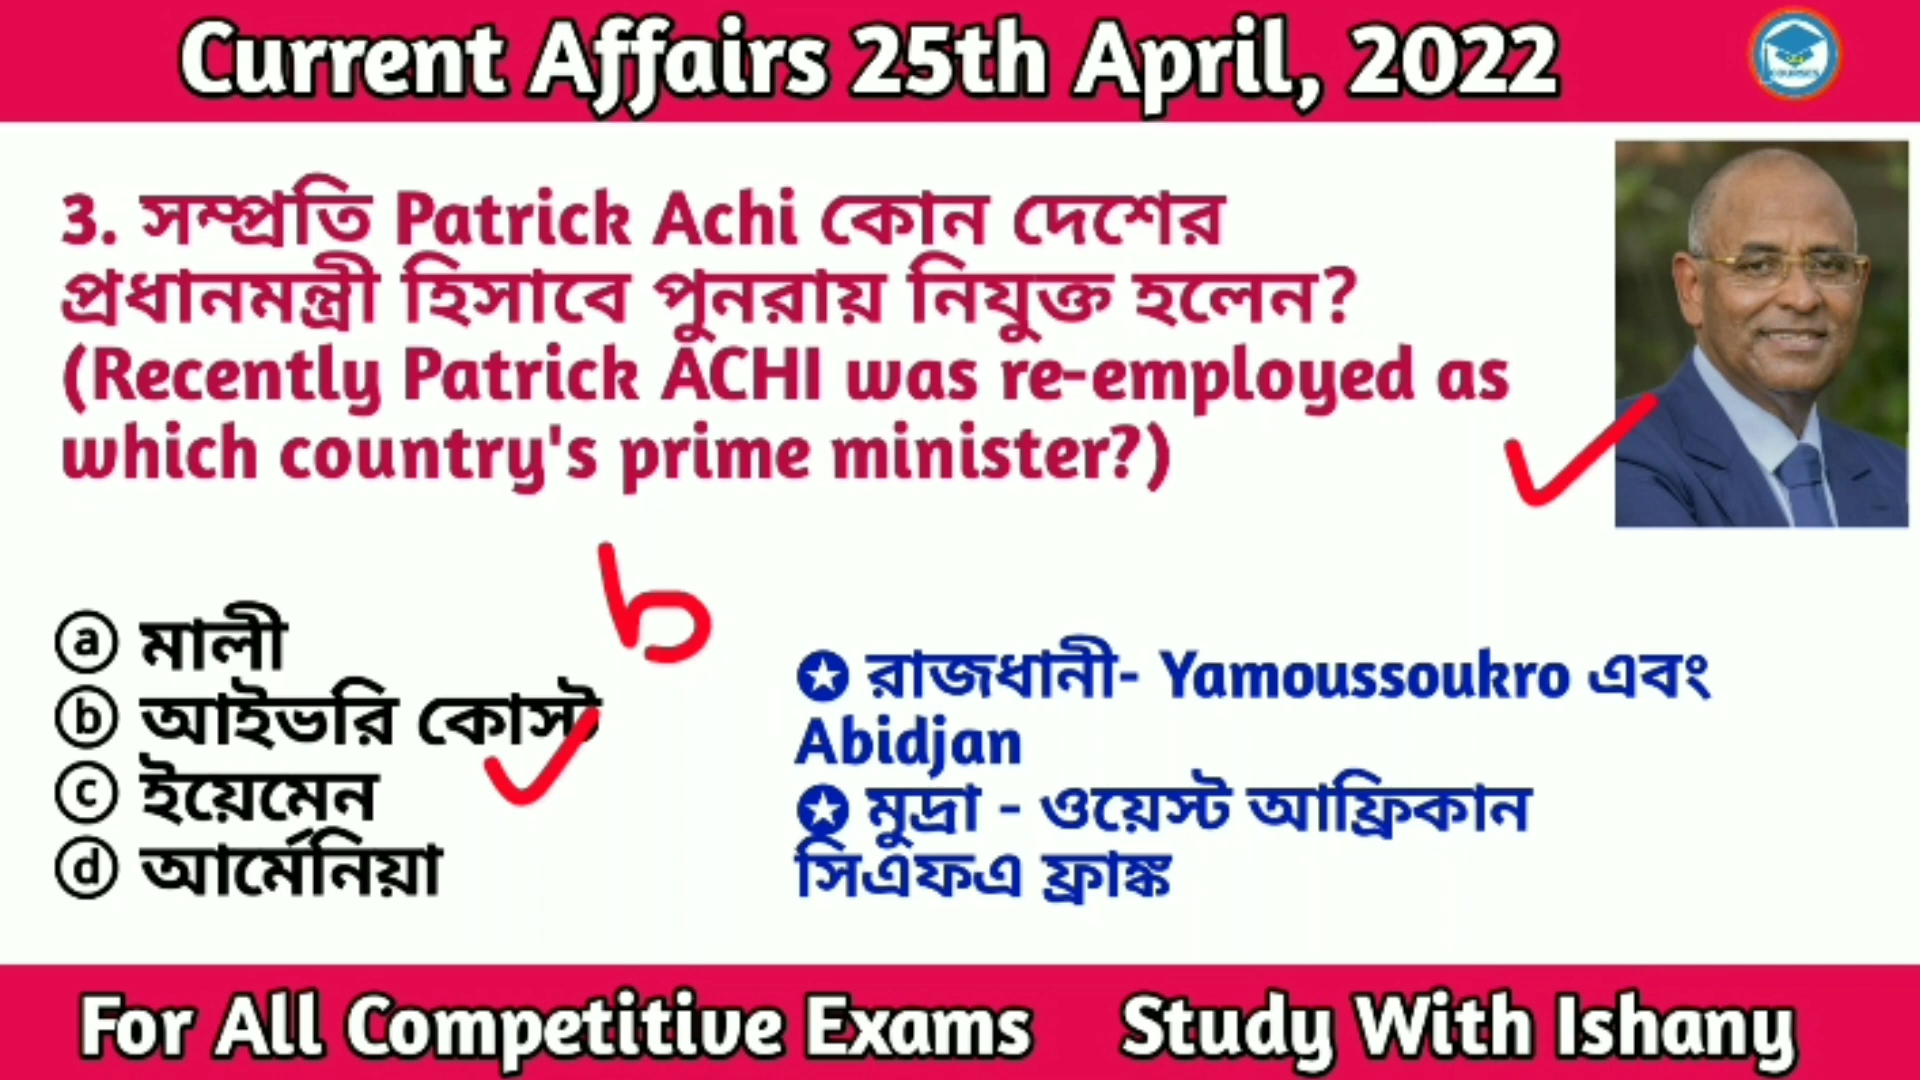 Current Affairs 25th April, 2022
COURSES
3. সম্প্রতি Patrick Achi কোন দেশের
প্রধানমন্ত্রী হিসাবে পুনরায় নিযুক্ত হলেন?
(Recently Patrick ACHI was re-employed as
which country's prime minister?)
b
ⓐ মালী
ⓑ আইভরি কোস্ট
ⓒ ইয়েমেন
ⓓ আর্মেনিয়া
✪ রাজধানী- Yamoussoukro এবং
Abidjan
✪ মুদ্রা - ওয়েস্ট আফ্রিকান
সিএফএ ফ্রাঙ্ক
For All Competitive Exams Study With Ishany